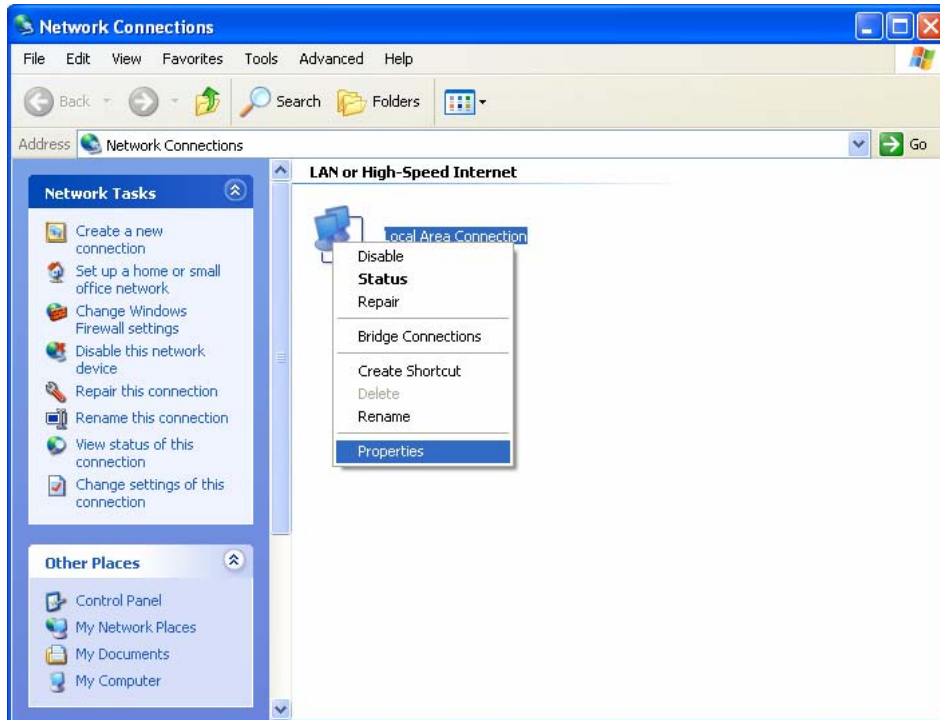 Network Connections
File Edit View Favorites Tools Advanced Help
Back Search Folders
Address Network Connections Go
Network Tasks
Create a new
connection
Set up a home or small
office network
Change Windows
Firewall settings
Disable this network
device
Repair this connection
Rename this connection
View status of this
connection
Change settings of this
connection
Other Places
Control Panel
My Network Places
My Documents
My Computer
LAN or High-Speed Internet
Local Area Connection
Disable
Status
Repair
Bridge Connections
Create Shortcut
Delete
Rename
Properties